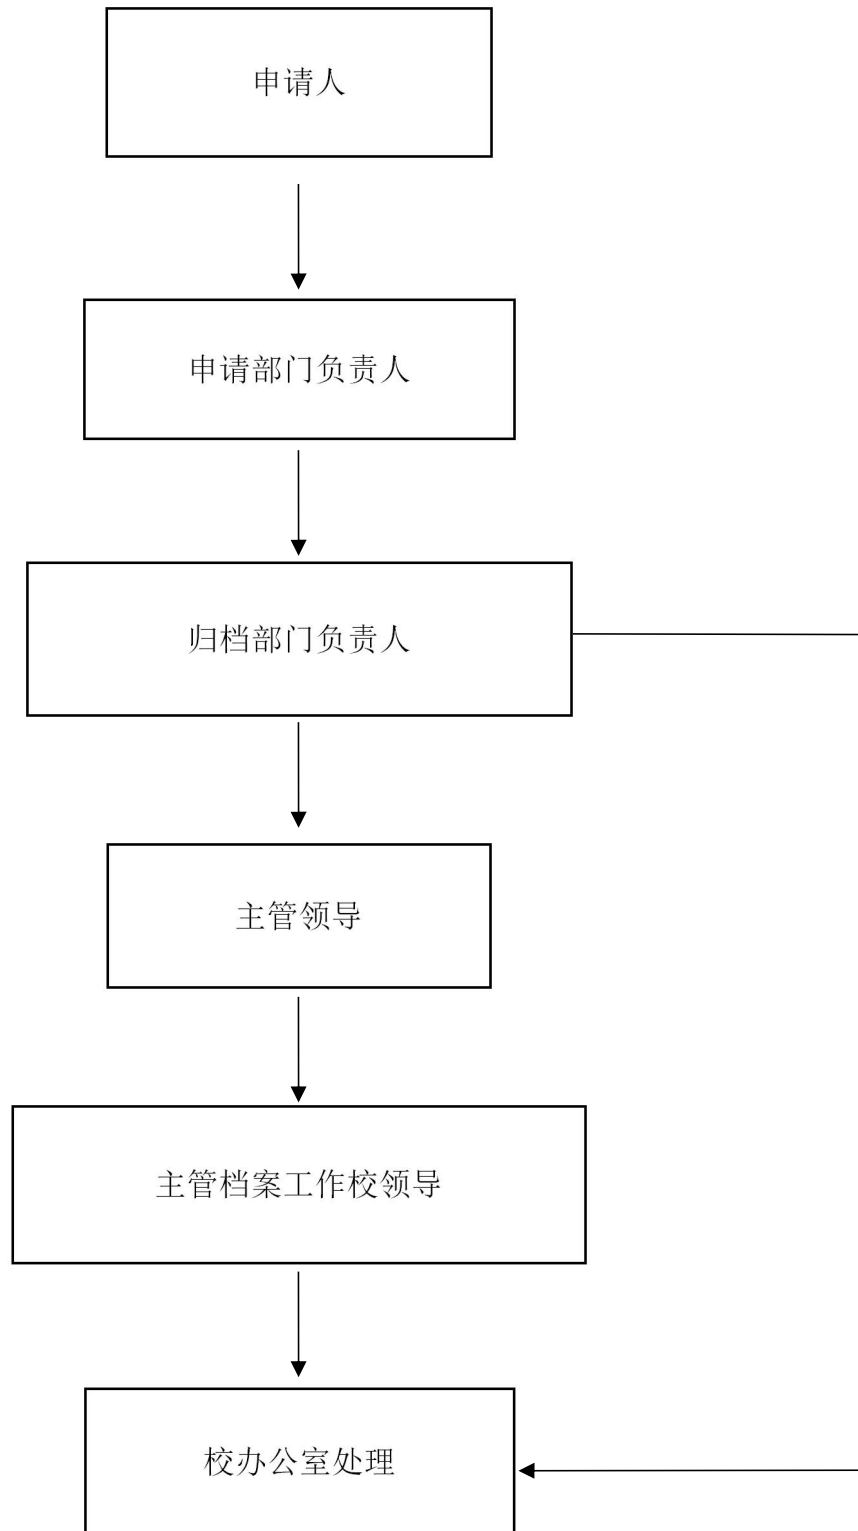 申请人
申请部门负责人
归档部门负责人
主管领导
主管档案工作校领导
校办公室处理